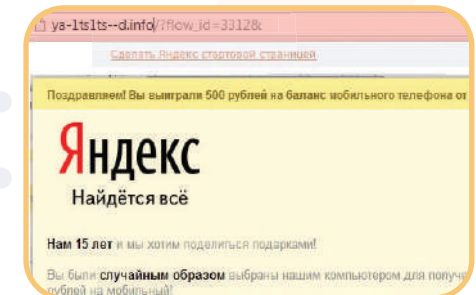 ya-1ts1ts--d.info/?flow_id=3312&
Сделать Яндекс стартовой страницей
Поздравляем! Вы выиграли 500 рублей на баланс мобильного телефона от
Яндекс
Найдётся всё
Нам 15 лет и мы хотим поделиться подарками!
Вы были случайным образом выбраны нашим компьютером для получе
рублей на мобильный!